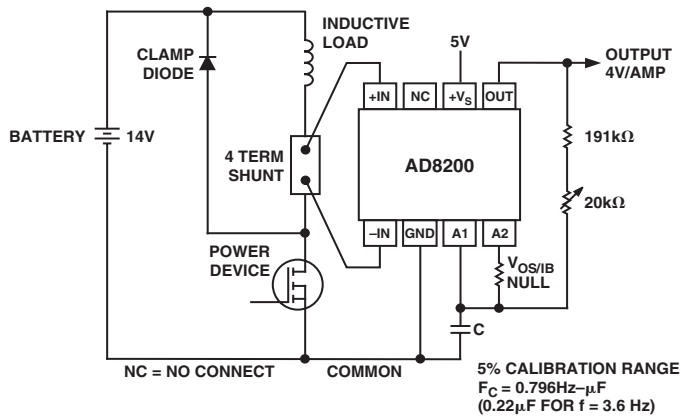 INDUCTIVE
LOAD
CLAMP
DIODE
5V
OUTPUT
4V/AMP
+IN
NC
+VS
OUT
BATTERY
14V
4 TERM
SHUNT
AD8200
191kΩ
20kΩ
–IN
GND
A1
A2
POWER
DEVICE
VOS/IB
NULL
C
NC = NO CONNECT
COMMON
5% CALIBRATION RANGE
FC = 0.796Hz–μF
(0.22μF FOR f = 3.6 Hz)